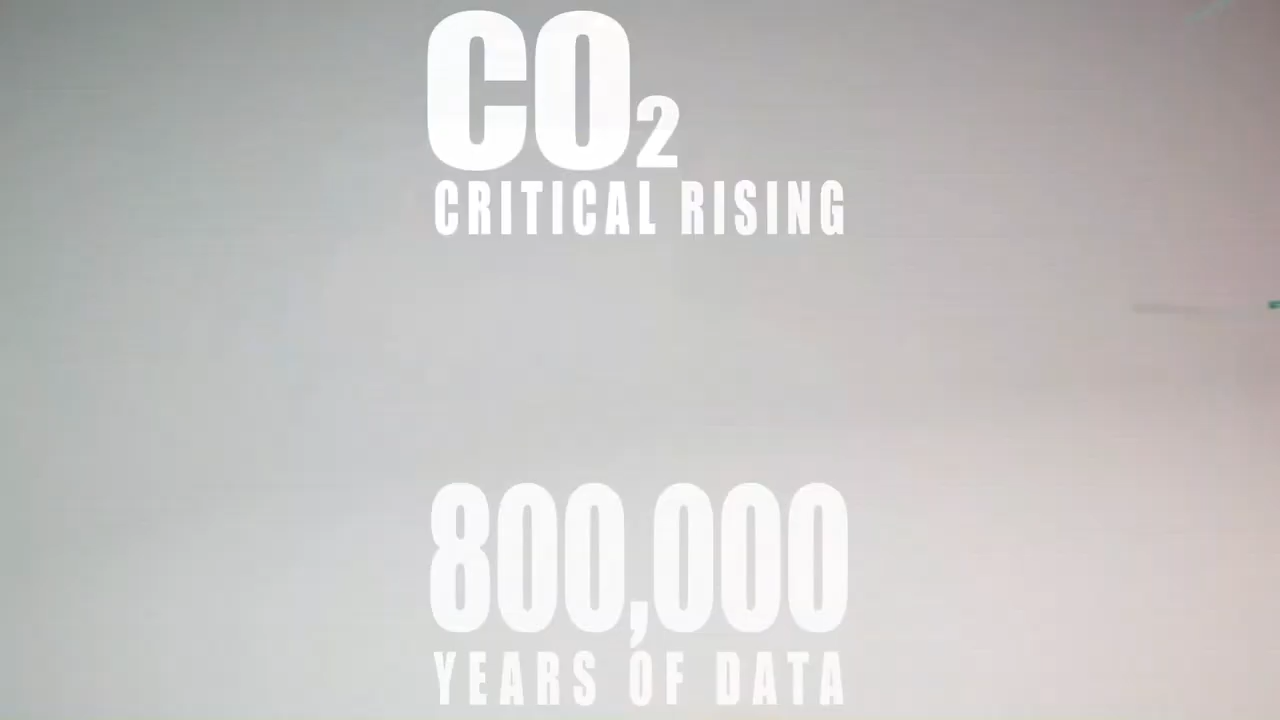 CO₂
CRITICAL RISING
800,000
YEARS OF DATA